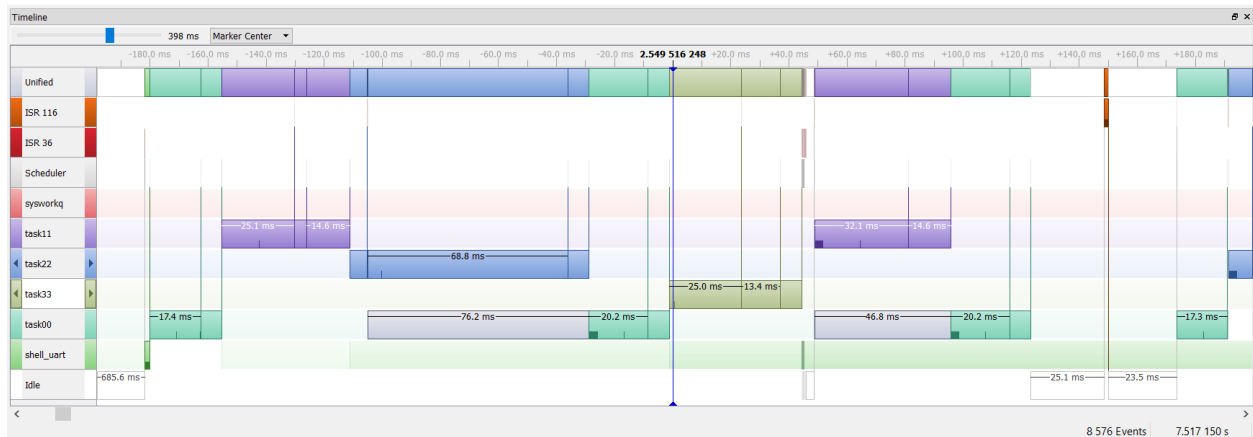 Timeline
398 ms Marker Center
-180.0 ms -160.0 ms -140.0 ms -120.0 ms -100.0 ms -80.0 ms -60.0 ms -40.0 ms -20.0 ms 2.549 516 248 +20.0 ms +40.0 ms +60.0 ms +80.0 ms +100.0 ms +120.0 ms +140.0 ms +160.0 ms +180.0 ms
Unified
ISR 116
ISR 36
Scheduler
sysworkq
task11 25.1 ms 14.6 ms 32.1 ms 14.6 ms
task22 68.8 ms
task33 25.0 ms 13.4 ms
task00 17.4 ms 76.2 ms 20.2 ms 46.8 ms 20.2 ms 17.3 ms
shell_uart
Idle 685.6 ms 25.1 ms 23.5 ms
8 576 Events 7.517 150 s